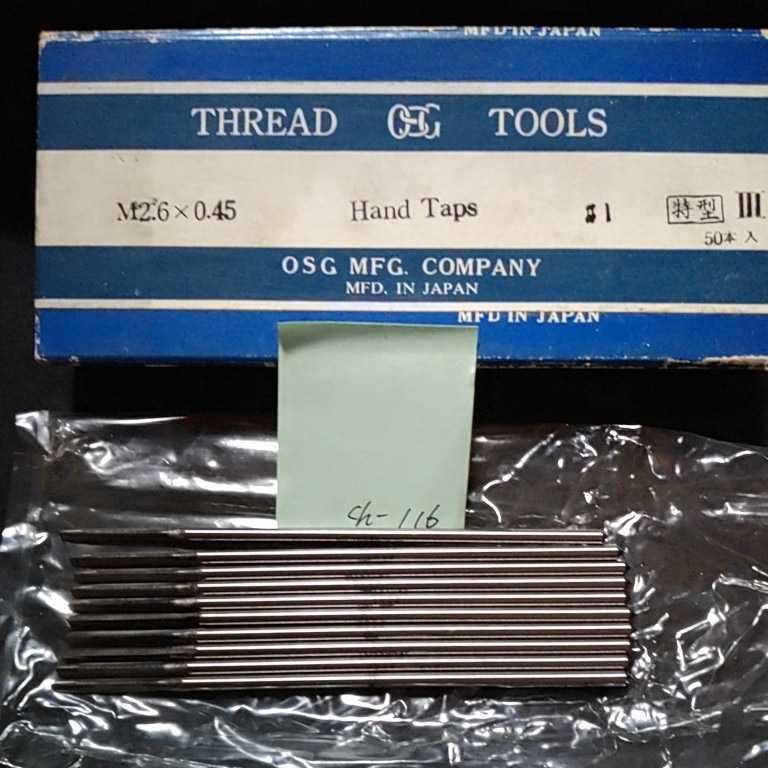 MFD IN JAPAN
THREAD OSG TOOLS
M2.6×0.45 Hand Taps #1 特型 III
50本入
OSG MFG. COMPANY
MFD. IN JAPAN
MFD IN JAPAN
ch-116